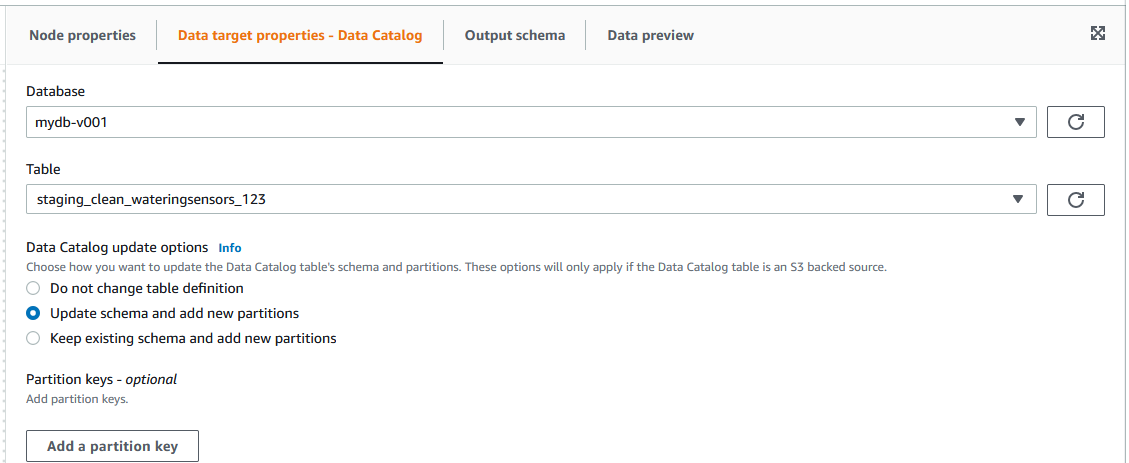 Node properties
Data target properties - Data Catalog
Output schema
Data preview
Database
mydb-v001
Table
staging_clean_wateringsensors_123
Data Catalog update options Info
Choose how you want to update the Data Catalog table's schema and partitions. These options will only apply if the Data Catalog table is an S3 backed source.
Do not change table definition
Update schema and add new partitions
Keep existing schema and add new partitions
Partition keys - optional
Add partition keys.
Add a partition key